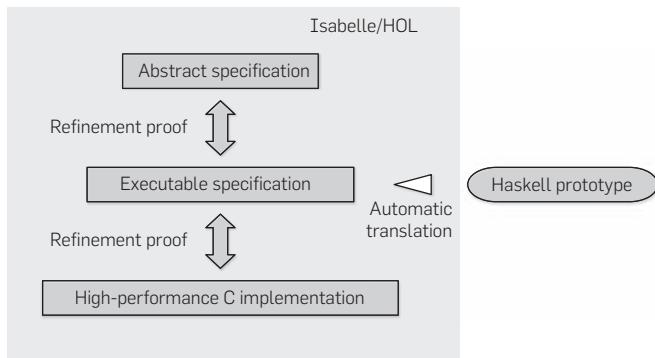 Isabelle/HOL
Abstract specification
Refinement proof
Executable specification
Haskell prototype
Automatic
translation
Refinement proof
High-performance C implementation